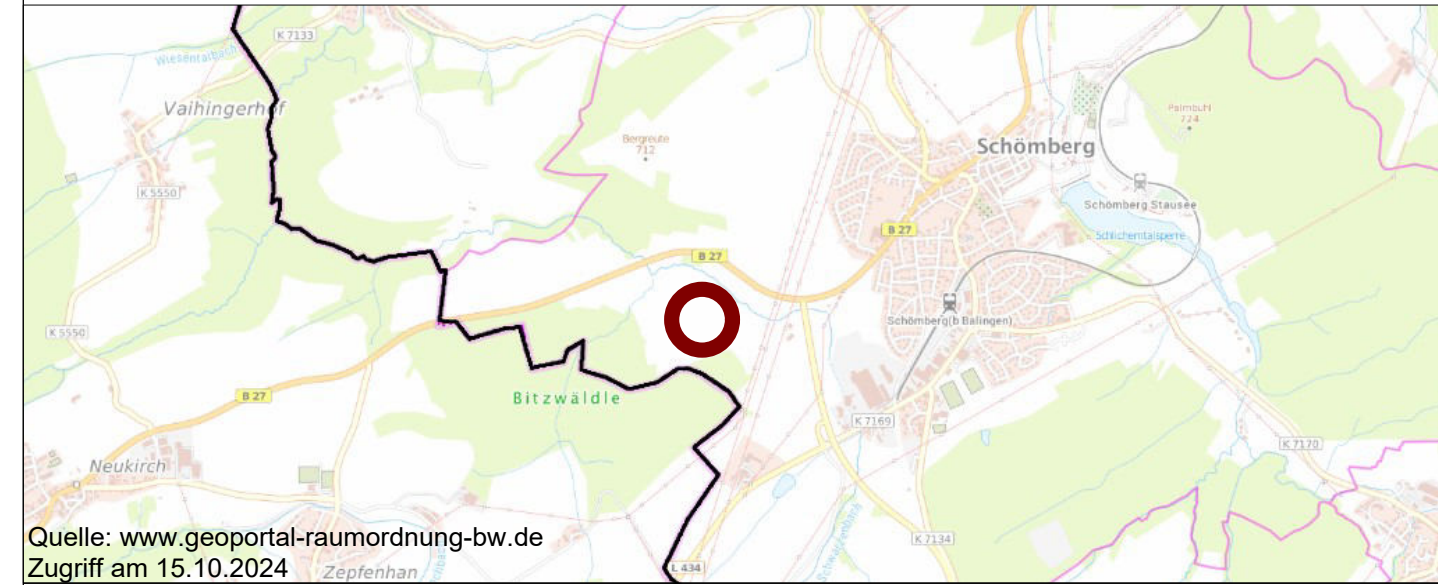 K 7133
Wiesentalbach
Vaihingerhof
Palmbühl
724
Bergreute
712
Schömberg
K 5550
Schömberg Stausee
B 27
Schlichemtalsperre
B 27
Schömberg(b Balingen)
K 5550
B 27
Bitzwäldle
K 7169
K 7170
Neukirch
Schwarzenbach
K 7134
Quelle: www.geoportal-raumordnung-bw.de
Zugriff am 15.10.2024
Zepfenhan
L 434